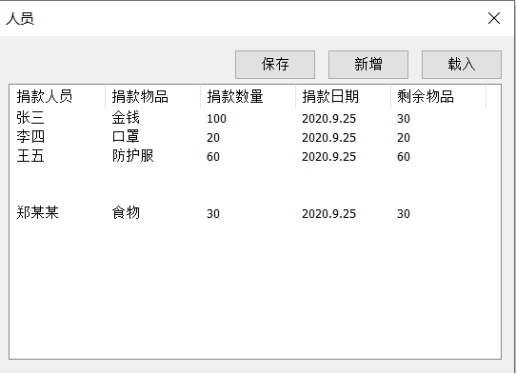 人员
保存 新增 载入
捐款人员 捐款物品 捐款数量 捐款日期 剩余物品
张三 金钱 100 2020.9.25 30
李四 口罩 20 2020.9.25 20
王五 防护服 60 2020.9.25 60
郑某某 食物 30 2020.9.25 30